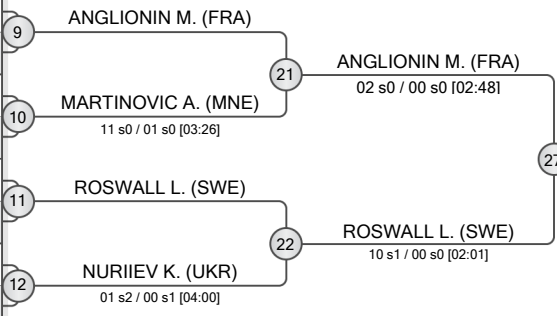 ANGLIONIN M. (FRA)
9
21
ANGLIONIN M. (FRA)
02 s0 / 00 s0 [02:48]
MARTINOVIC A. (MNE)
10
11 s0 / 01 s0 [03:26]
27
ROSWALL L. (SWE)
11
22
ROSWALL L. (SWE)
10 s1 / 00 s0 [02:01]
NURIIEV K. (UKR)
12
01 s2 / 00 s1 [04:00]